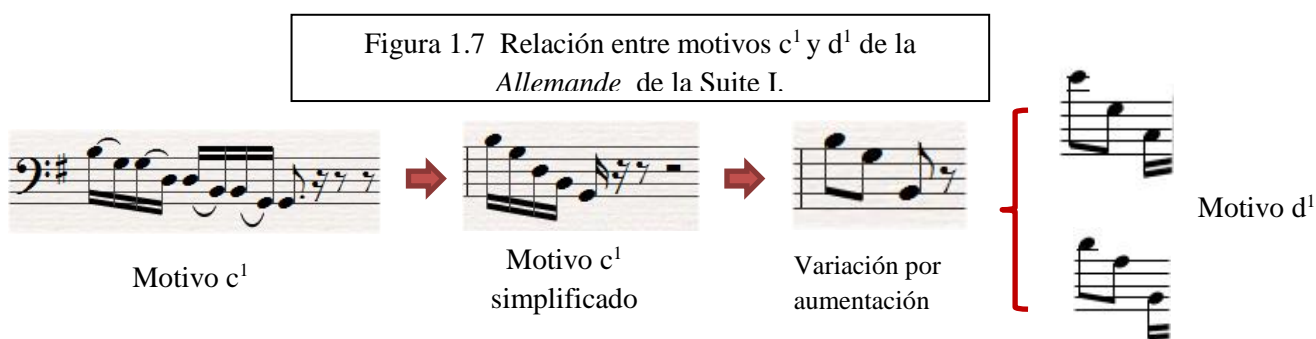 Figura 1.7 Relación entre motivos c¹ y d¹ de la
Allemande de la Suite I.
Motivo c¹
Motivo c¹
simplificado
Variación por
aumentación
Motivo d¹